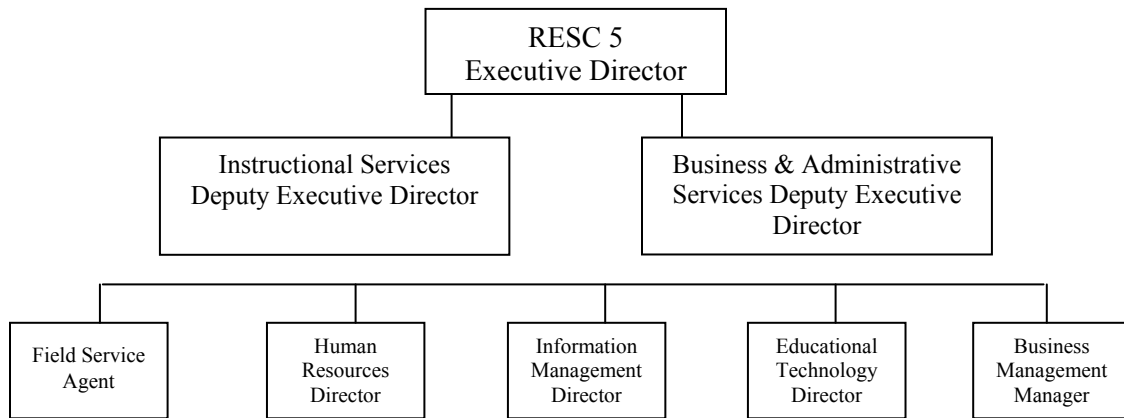 RESC 5
Executive Director
Instructional Services
Deputy Executive Director
Business & Administrative
Services Deputy Executive
Director
Field Service
Agent
Human
Resources
Director
Information
Management
Director
Educational
Technology
Director
Business
Management
Manager